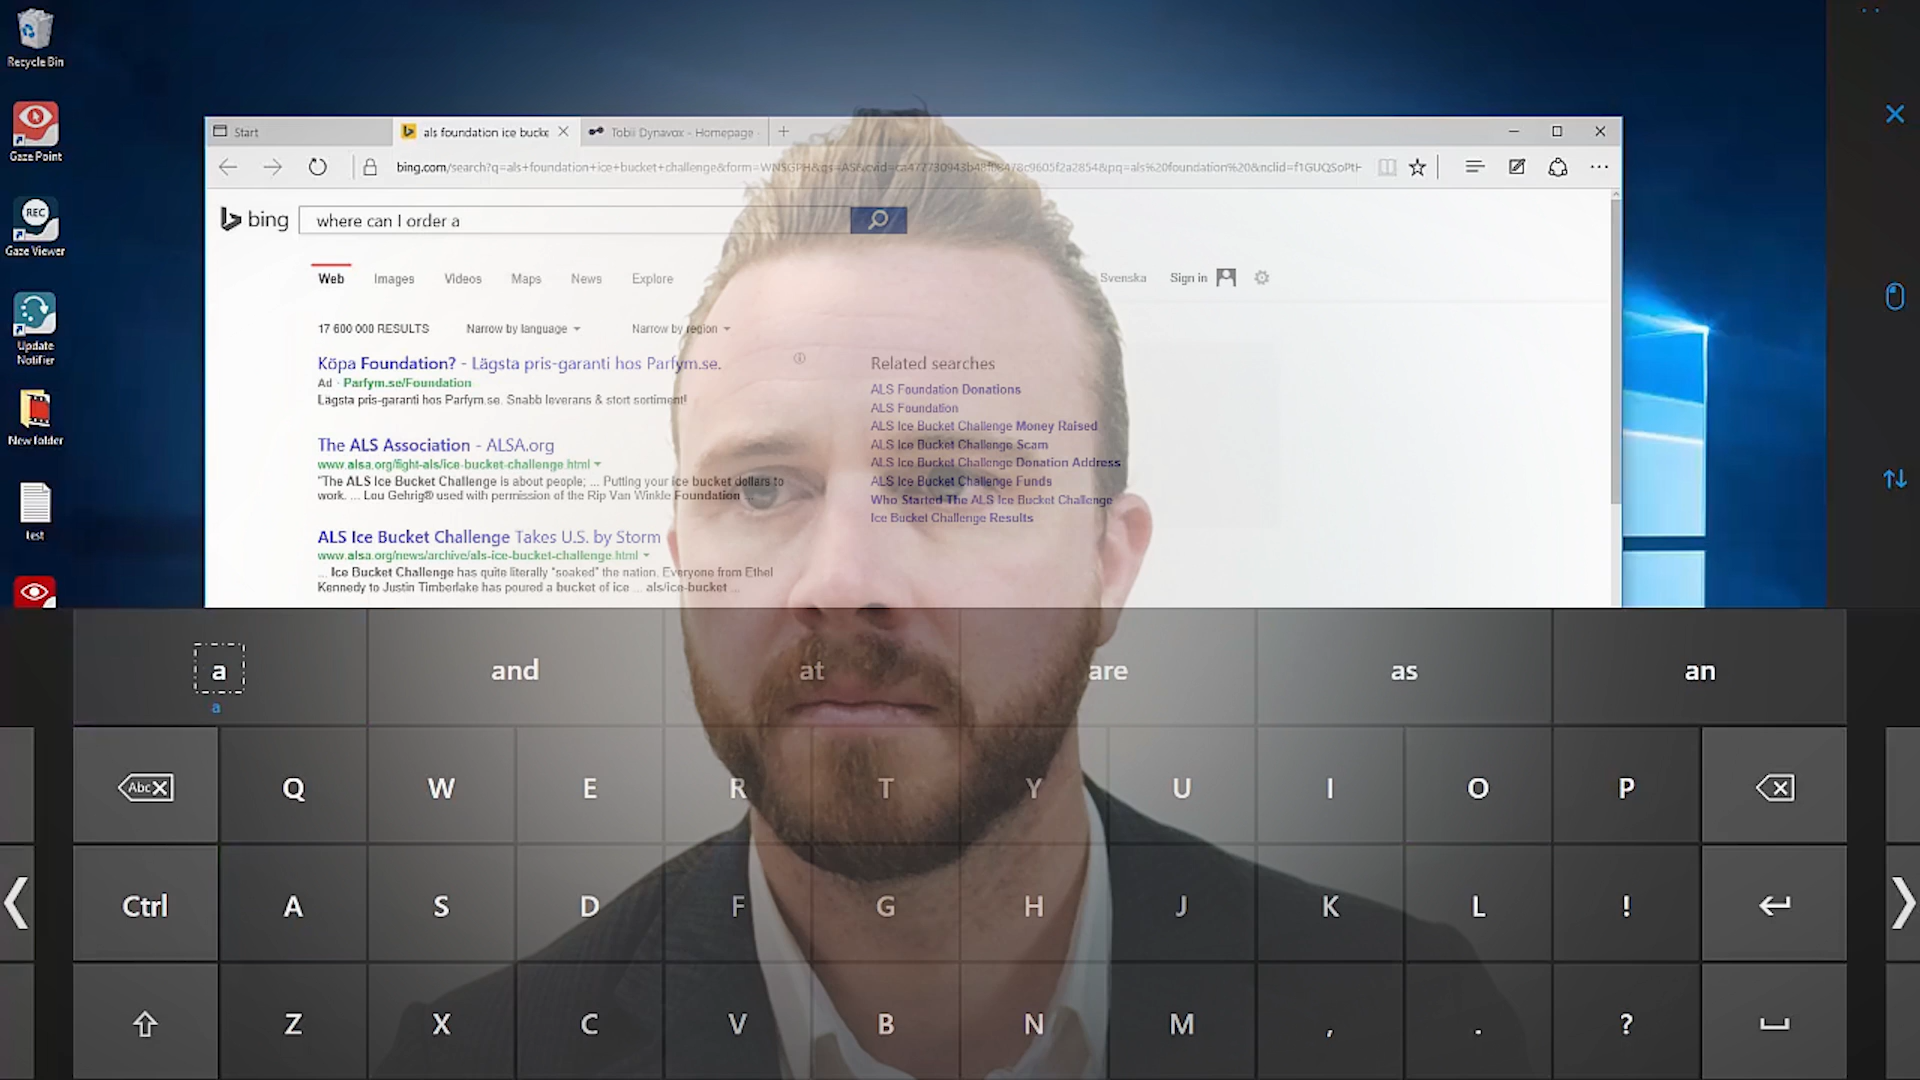 Recycle Bin
Gaze Point
REC
Gaze Viewer
Update
Notifier
New folder
test
Start
als foundation ice bucke
Tobii Dynavox - Homepage
bing
where can I order a
Web Images Videos Maps News Explore
Svenska Sign in
17 600 000 RESULTS Narrow by language Narrow by region
Köpa Foundation? - Lägsta pris-garanti hos Parfym.se.
Ad · Parfym.se/Foundation
Lägsta pris-garanti hos Parfym.se. Snabb leverans & stort sortiment!
The ALS Association - ALSA.org
www.alsa.org/fight-als/ice-bucket-challenge.html
"The ALS Ice Bucket Challenge is about people; ... Putting your ice bucket dollars to
work. ... Lou Gehrig® used with permission of the Rip Van Winkle Foundation ...
ALS Ice Bucket Challenge Takes U.S. by Storm
www.alsa.org/news/archive/als-ice-bucket-challenge.html
... Ice Bucket Challenge has quite literally "soaked" the nation. Everyone from Ethel
Kennedy to Justin Timberlake has poured a bucket of ice ... als/ice-bucket ...
Related searches
ALS Foundation Donations
ALS Foundation
ALS Ice Bucket Challenge Money Raised
ALS Ice Bucket Challenge Scam
ALS Ice Bucket Challenge Donation Address
ALS Ice Bucket Challenge Funds
Who Started The ALS Ice Bucket Challenge
Ice Bucket Challenge Results
a and at are as an
a
Abc Q W E R T Y U I O P
Ctrl A S D F G H J K L !
Z X C V B N M , . ?